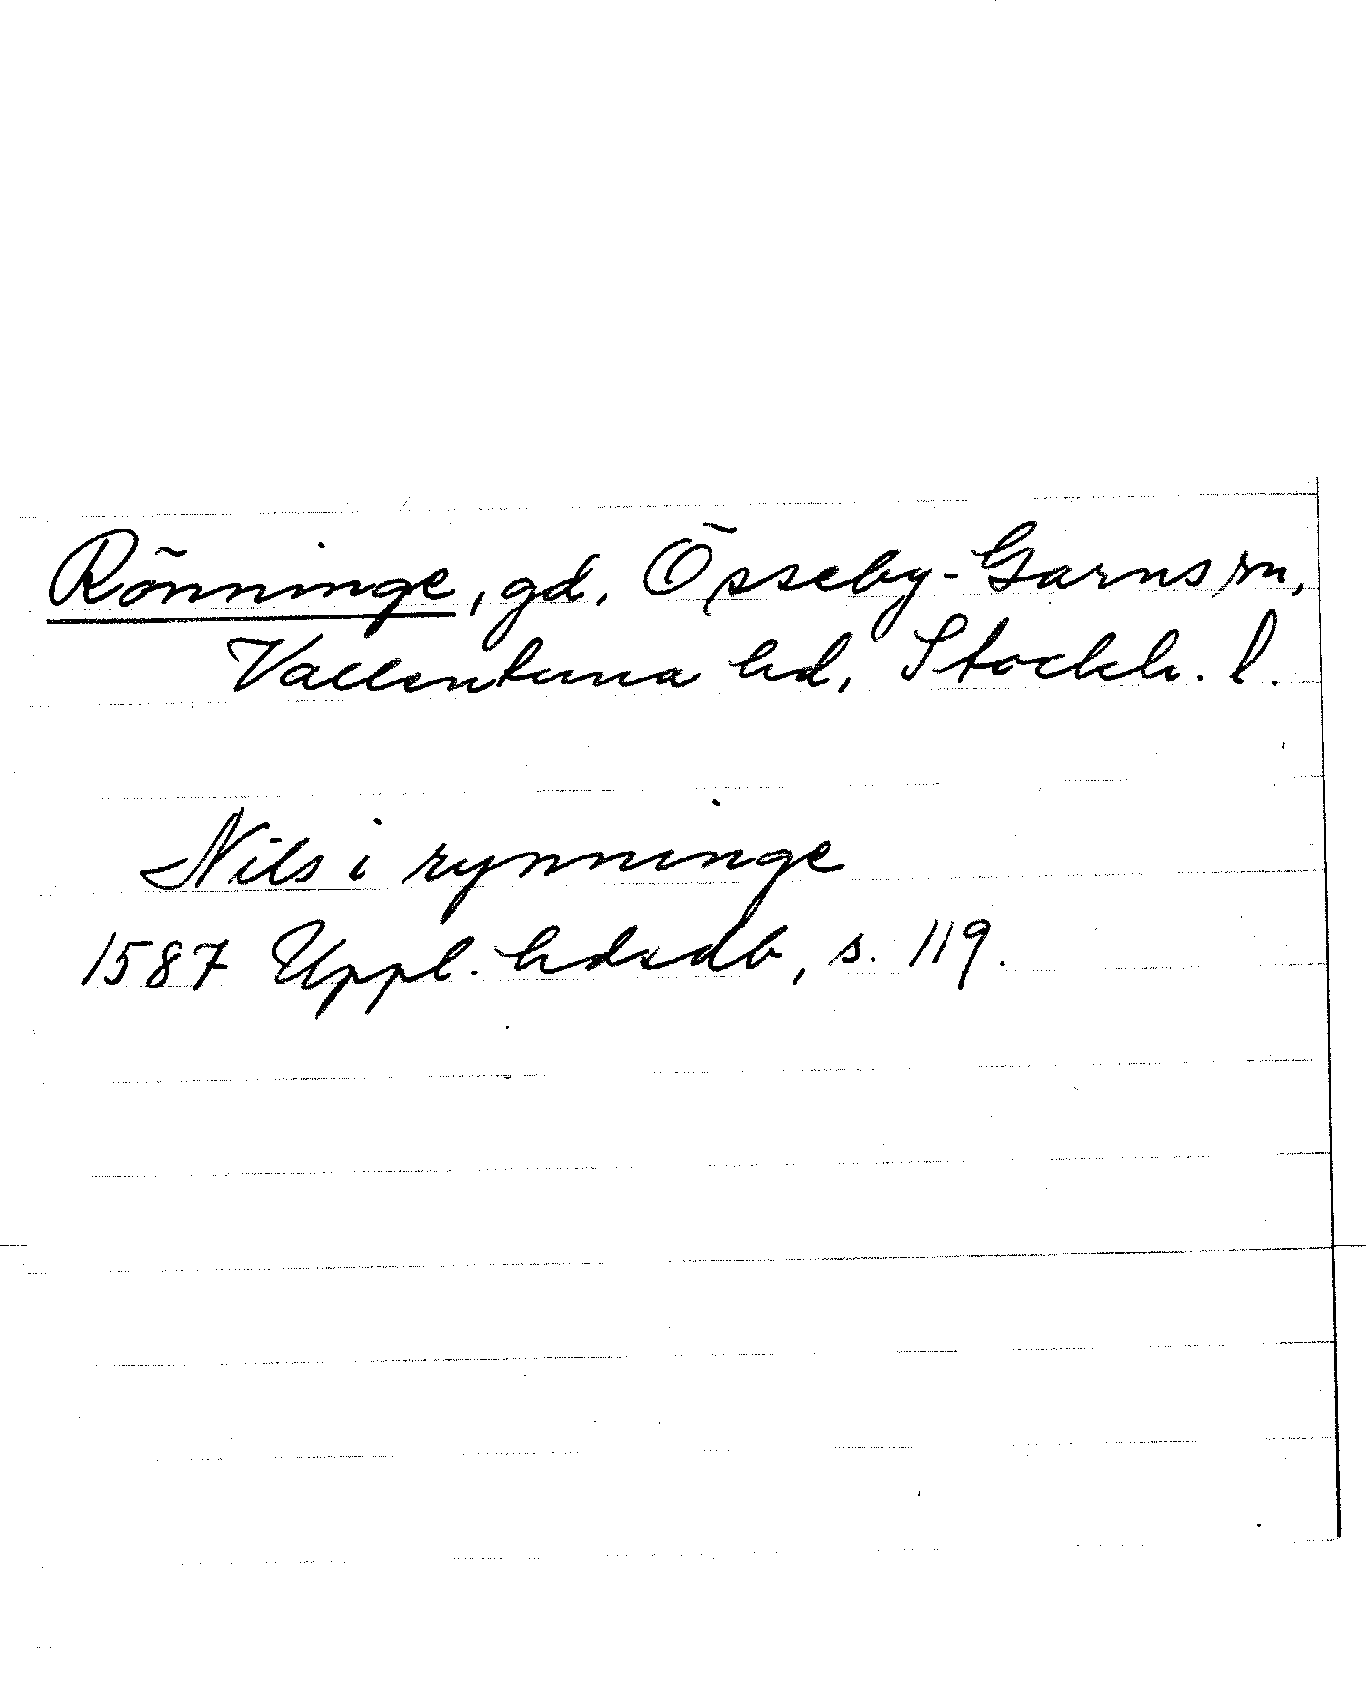 Rönninge, gd, Össeby-Garns sn,
Vallentuna hd, Stockh. l.
Nils i rynninge
1587 Uppl. hdsdb, s. 119.